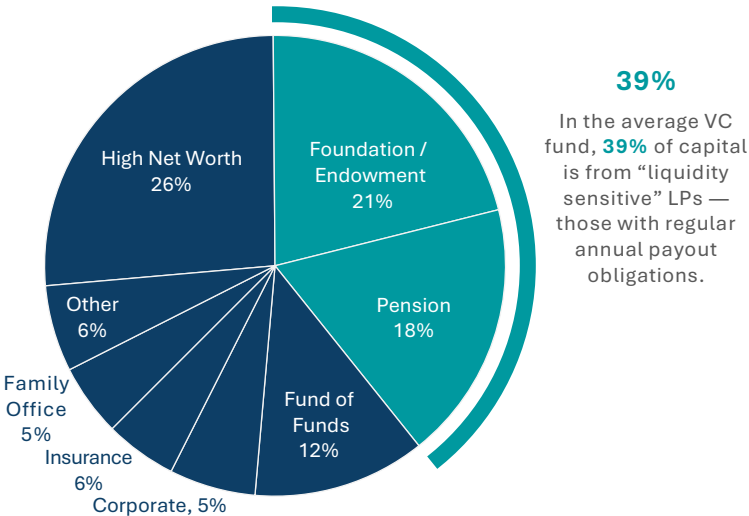 High Net Worth
26%
Foundation /
Endowment
21%
Pension
18%
Fund of
Funds
12%
Corporate, 5%
Insurance
6%
Family
Office
5%
Other
6%
39%
In the average VC
fund, 39% of capital
is from “liquidity
sensitive” LPs —
those with regular
annual payout
obligations.